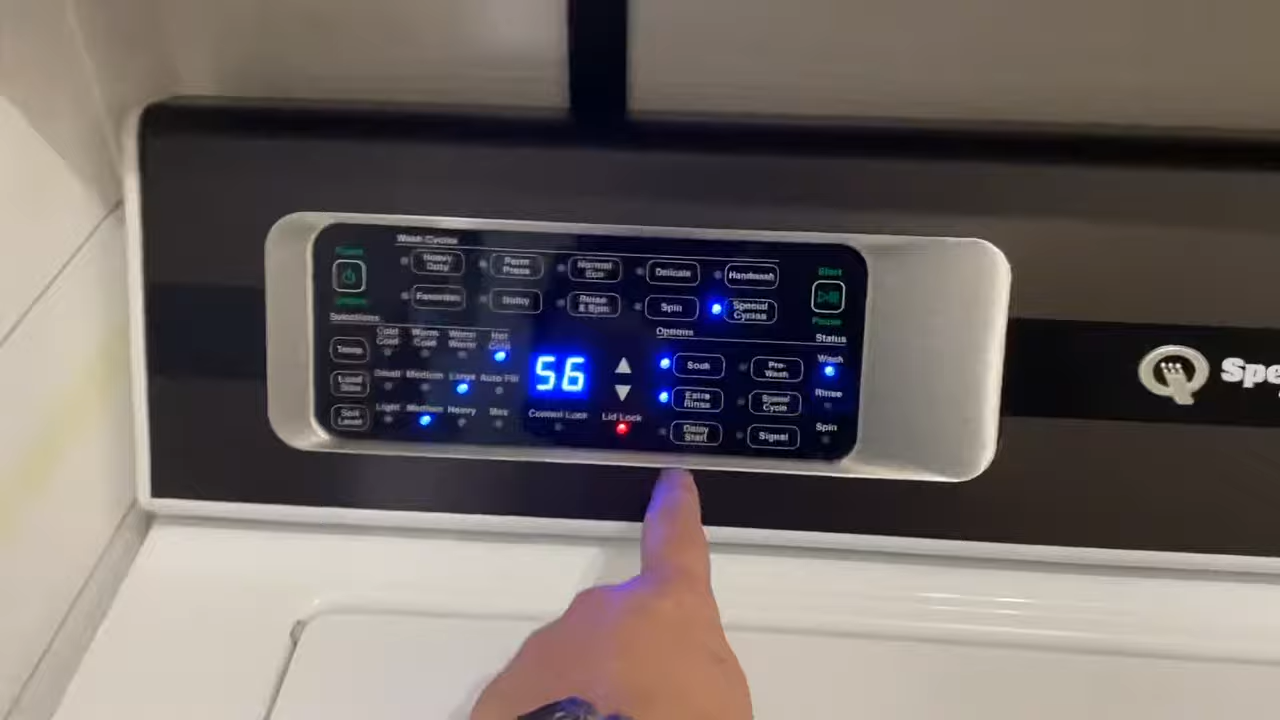 Wash Cycles
Power
Heavy Duty
Perm Press
Normal Eco
Delicate
Handwash
Start
Favorites
Bulky
Rinse & Spin
Spin
Special Cycles
Pause
Selections
Options
Status
Temp
Cold Cold
Warm Cold
Warm Warm
Hot Cold
Soak
Pre-Wash
Wash
Load Size
Small
Medium
Large
Auto Fill
56
Extra Rinse
Speed Cycle
Rinse
Soil Level
Light
Medium
Heavy
Max
Control Lock
Lid Lock
Delay Start
Signal
Spin
Spe